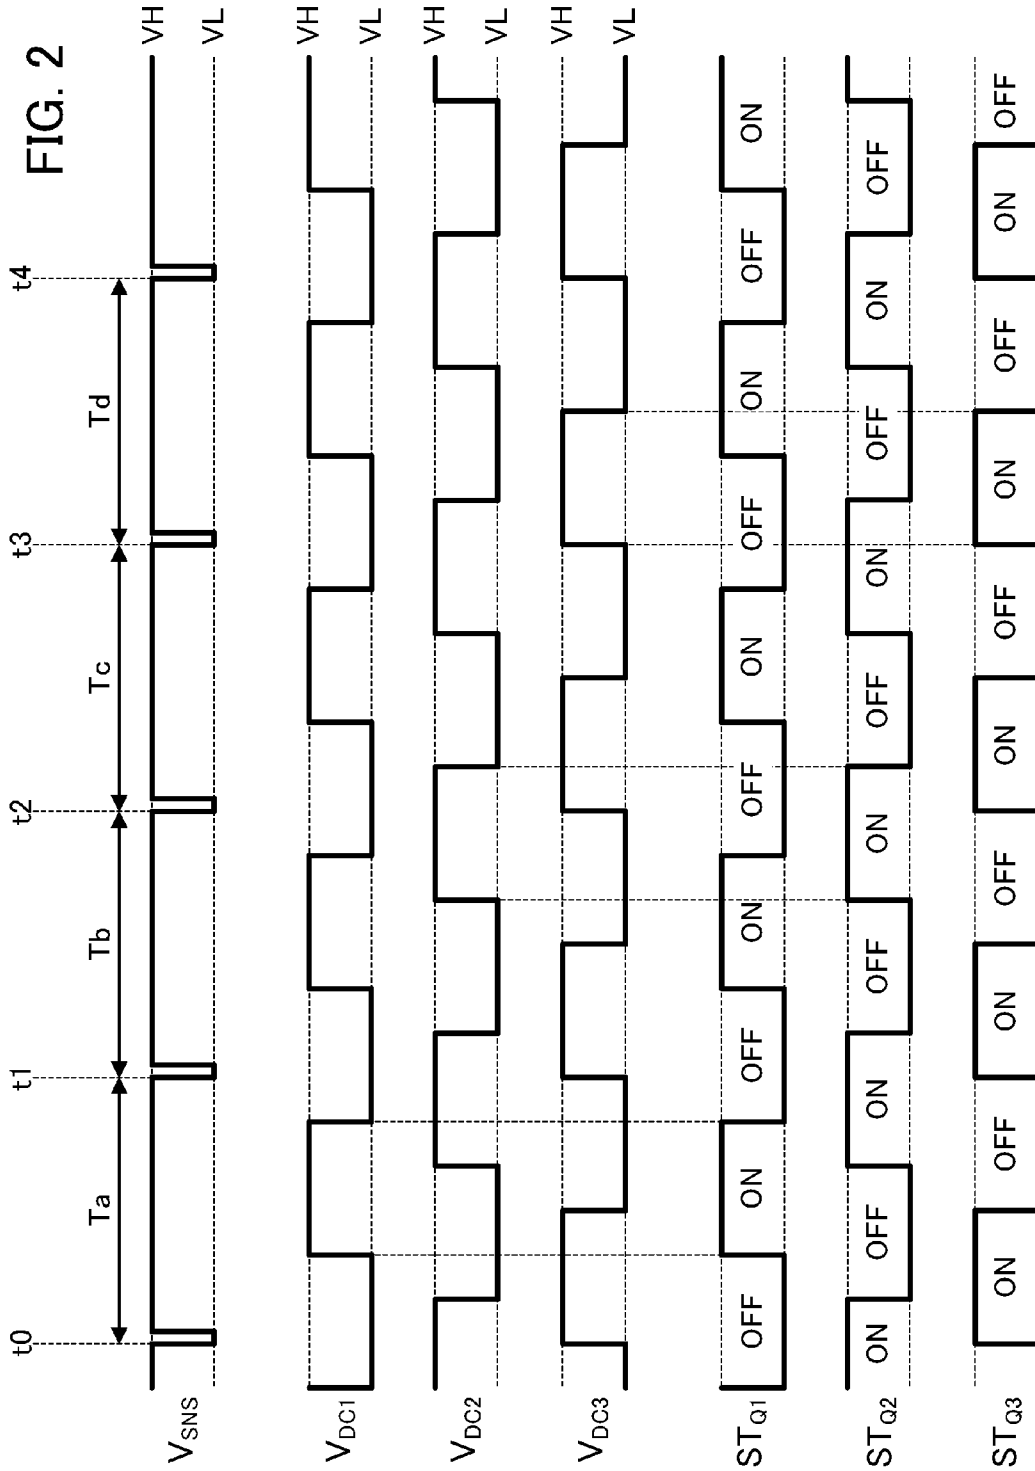 FIG. 2
t0 t1 t2 t3 t4
Ta Tb Tc Td
VSNS VH
VL
VDC1 VH
VL
VDC2 VH
VL
VDC3 VH
VL
STQ1 OFF ON OFF ON OFF ON OFF ON OFF ON
STQ2 ON OFF ON OFF ON OFF ON OFF ON OFF
STQ3 ON OFF ON OFF ON OFF ON OFF ON OFF